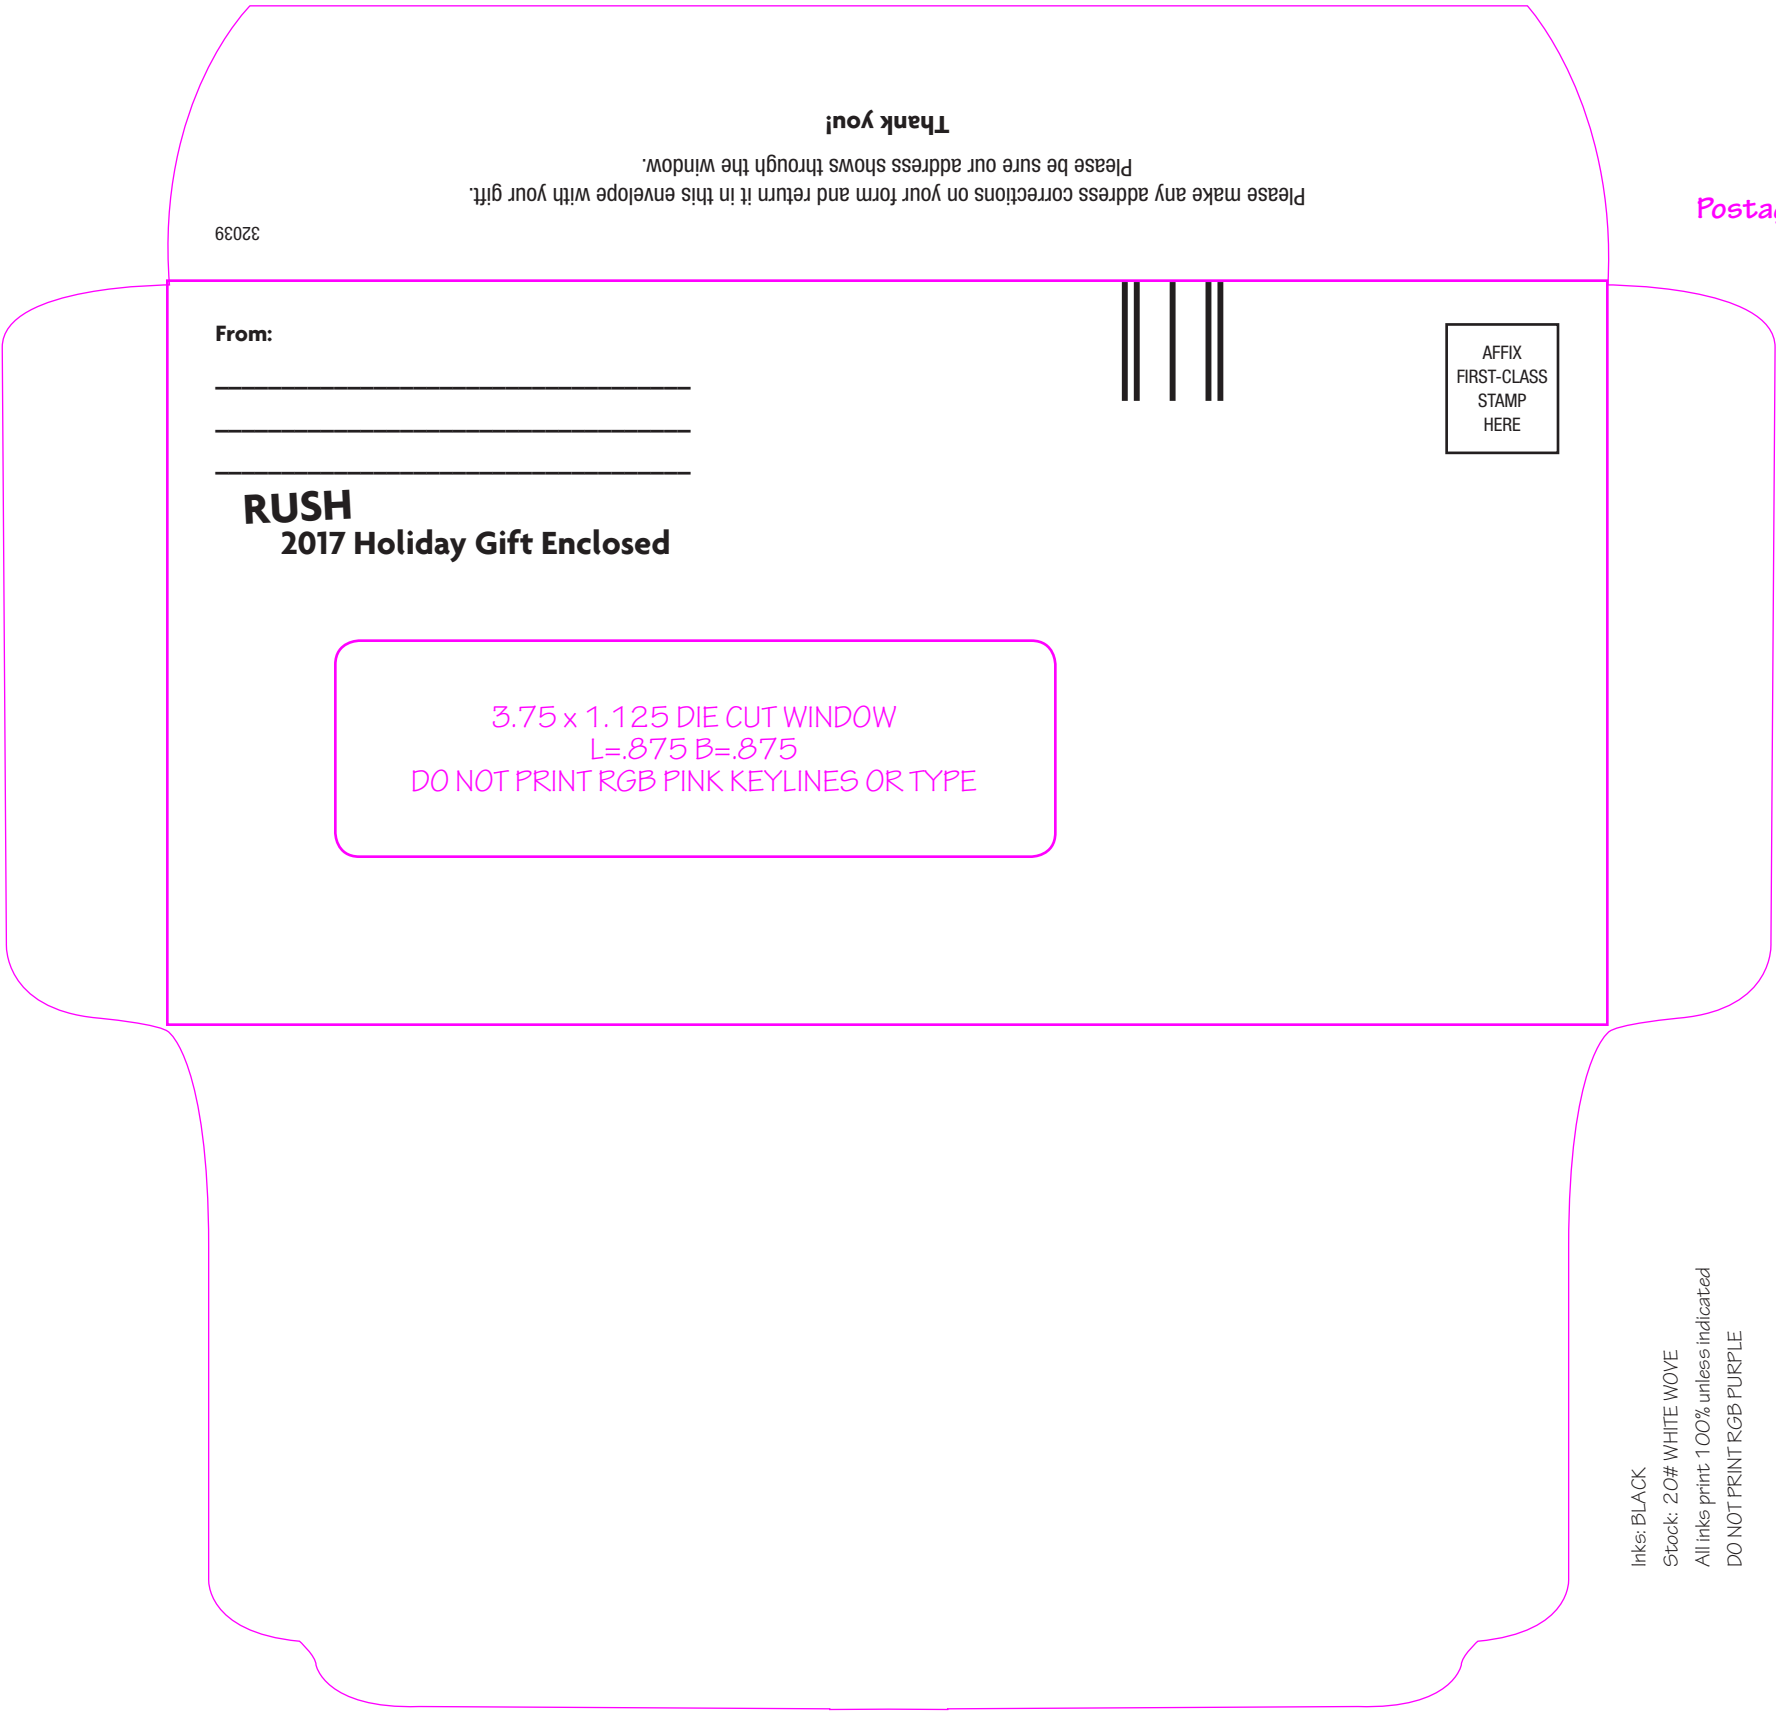 Thank you!
Please be sure our address shows through the window.
Please make any address corrections on your form and return it in this envelope with your gift.
32039
From:
AFFIX
FIRST-CLASS
STAMP
HERE
RUSH
2017 Holiday Gift Enclosed
3.75 x 1.125 DIE CUT WINDOW
L=.875 B=.875
DO NOT PRINT RGB PINK KEYLINES OR TYPE
Inks: BLACK
Stock: 20# WHITE WOVE
All inks print 100% unless indicated
DO NOT PRINT RGB PURPLE